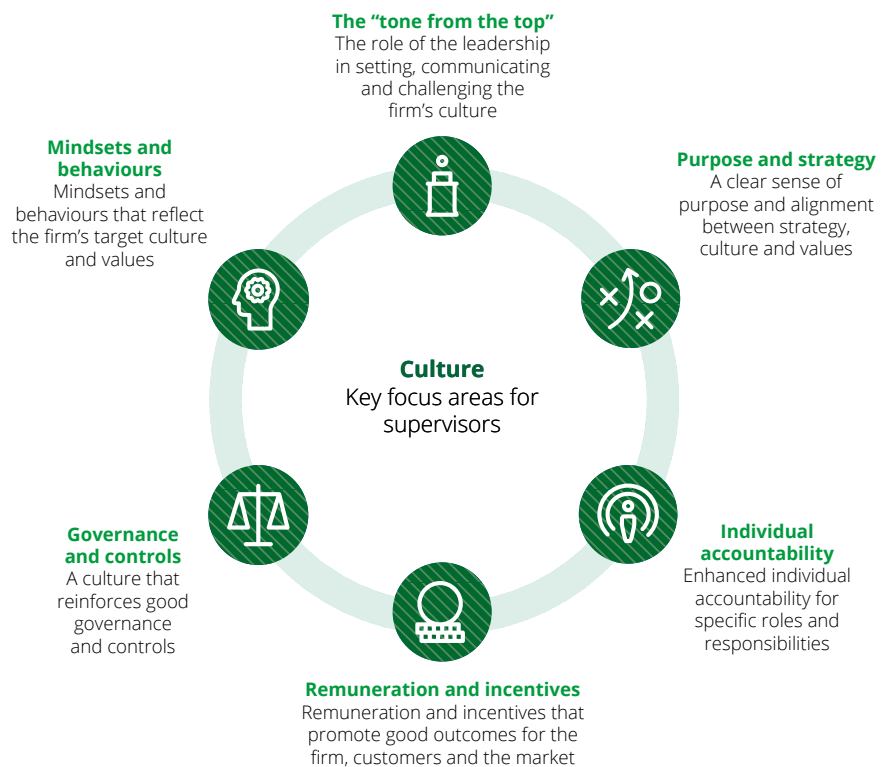 The “tone from the top”
The role of the leadership
in setting, communicating
and challenging the
firm’s culture
Purpose and strategy
A clear sense of
purpose and alignment
between strategy,
culture and values
Individual
accountability
Enhanced individual
accountability for
specific roles and
responsibilities
Remuneration and incentives
Remuneration and incentives that
promote good outcomes for the
firm, customers and the market
Governance
and controls
A culture that
reinforces good
governance
and controls
Mindsets and
behaviours
Mindsets and
behaviours that reflect
the firm’s target culture
and values
Culture
Key focus areas for
supervisors